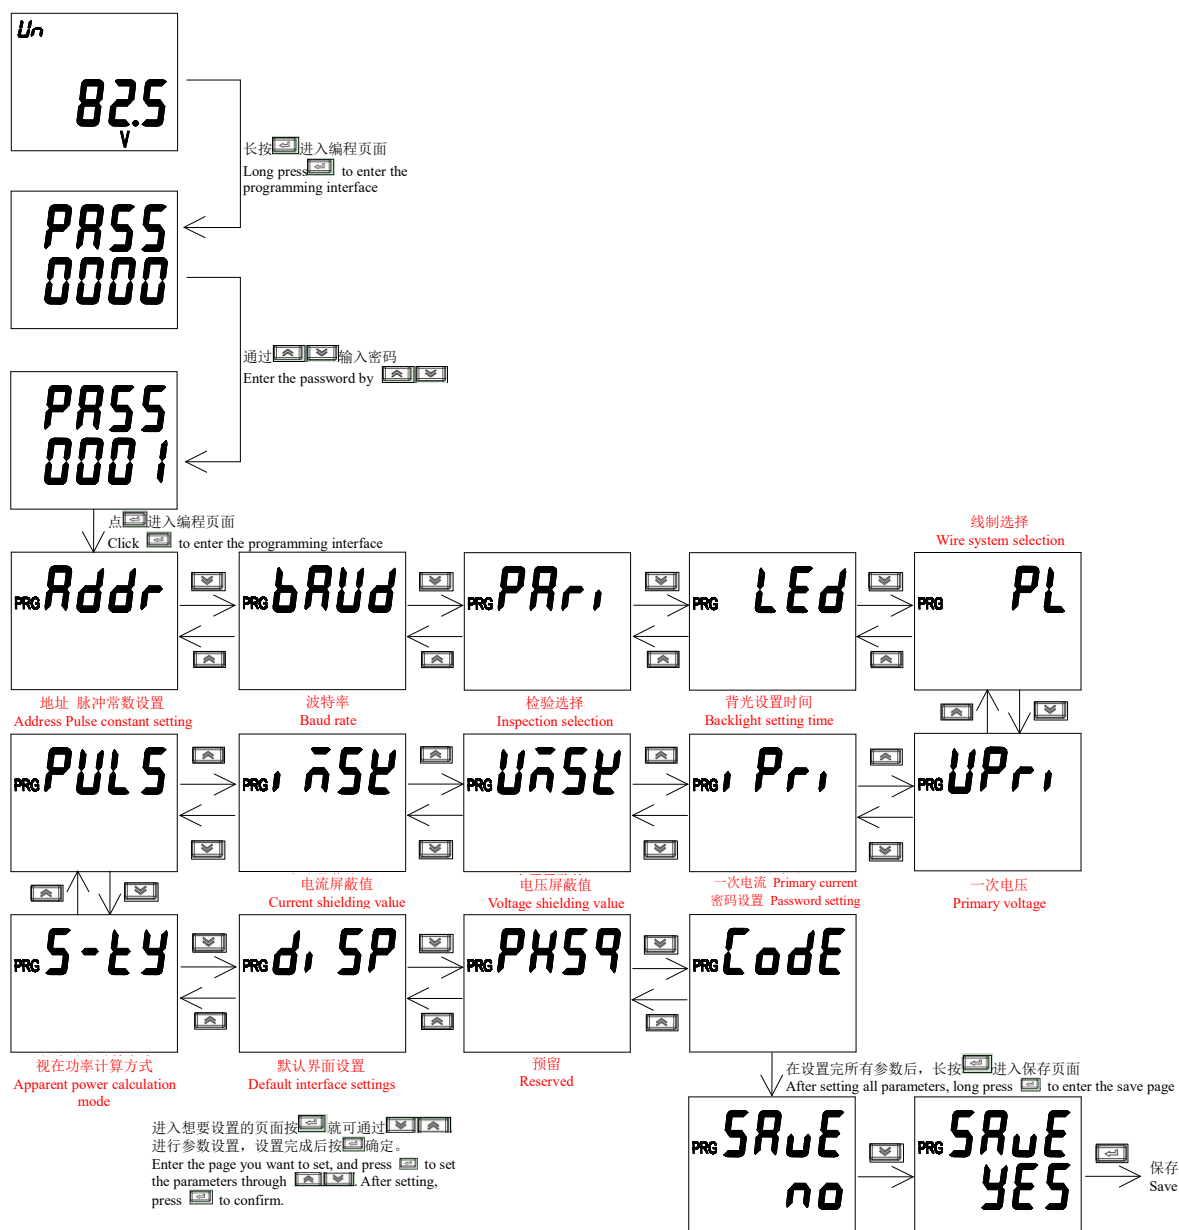 Un
82.5
V
长按进入编程页面
Long press to enter the
programming interface
PASS
0000
通过输入密码
Enter the password by
PASS
0001
点进入编程页面
Click to enter the programming interface
线制选择
Wire system selection
PRG Addr
PRG bAUd
PRG PAri
PRG LEd
PRG PL
地址 脉冲常数设置
Address Pulse constant setting
波特率
Baud rate
检验选择
Inspection selection
背光设置时间
Backlight setting time
PRG PULS
PRG i nSK
PRG UnSK
PRG i Pri
PRG UPri
电流屏蔽值
Current shielding value
电压屏蔽值
Voltage shielding value
一次电流 Primary current
密码设置 Password setting
一次电压
Primary voltage
PRG S-tY
PRG di SP
PRG PHSq
PRG CodE
视在功率计算方式
Apparent power calculation
mode
默认界面设置
Default interface settings
预留
Reserved
在设置完所有参数后，长按进入保存页面
After setting all parameters, long press to enter the save page
进入想要设置的页面按就可通过
进行参数设置，设置完成后按确定。
Enter the page you want to set, and press to set
the parameters through . After setting,
press to confirm.
PRG SAvE
no
PRG SAvE
YES
保存
Save